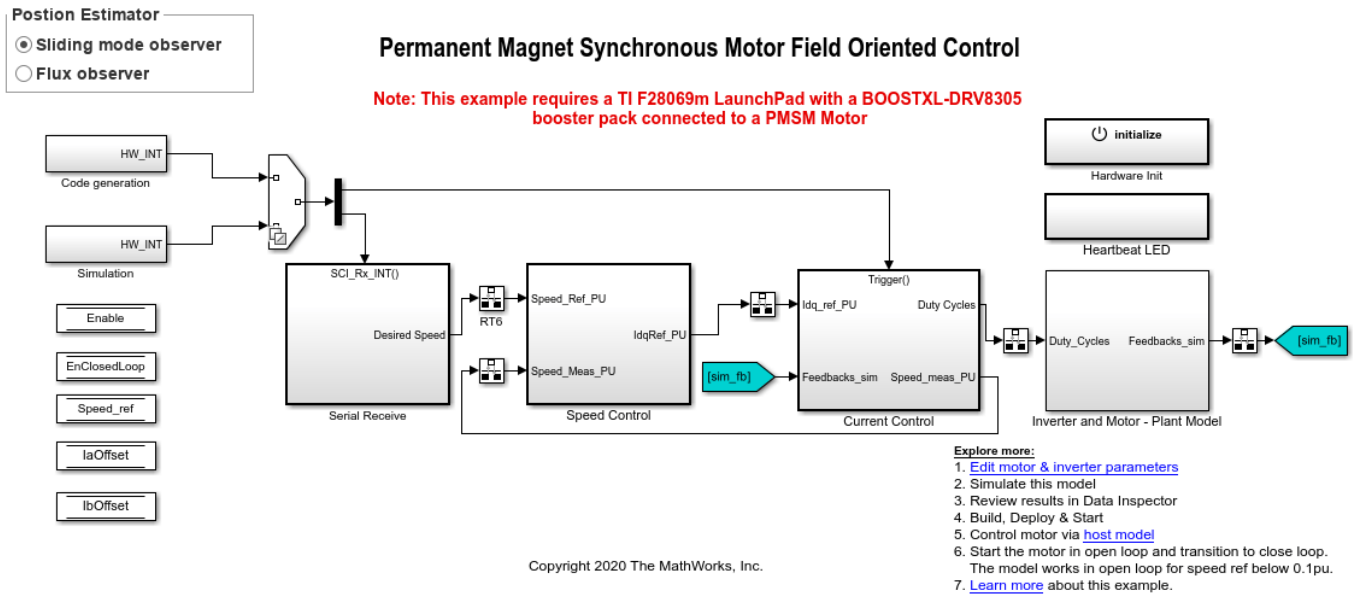 Postion Estimator
Sliding mode observer
Flux observer
Permanent Magnet Synchronous Motor Field Oriented Control
Note: This example requires a TI F28069m LaunchPad with a BOOSTXL-DRV8305
booster pack connected to a PMSM Motor
HW_INT
Code generation
HW_INT
Simulation
initialize
Hardware Init
Heartbeat LED
Enable
EnClosedLoop
Speed_ref
IaOffset
IbOffset
SCI_Rx_INT()
Desired Speed
Serial Receive
RT6
Speed_Ref_PU
IdqRef_PU
Speed_Meas_PU
Speed Control
[sim_fb]
Trigger()
Idq_ref_PU
Duty Cycles
Feedbacks_sim
Speed_meas_PU
Current Control
Duty_Cycles
Feedbacks_sim
Inverter and Motor - Plant Model
[sim_fb]
Explore more:
1. Edit motor & inverter parameters
2. Simulate this model
3. Review results in Data Inspector
4. Build, Deploy & Start
5. Control motor via host model
6. Start the motor in open loop and transition to close loop.
The model works in open loop for speed ref below 0.1pu.
7. Learn more about this example.
Copyright 2020 The MathWorks, Inc.